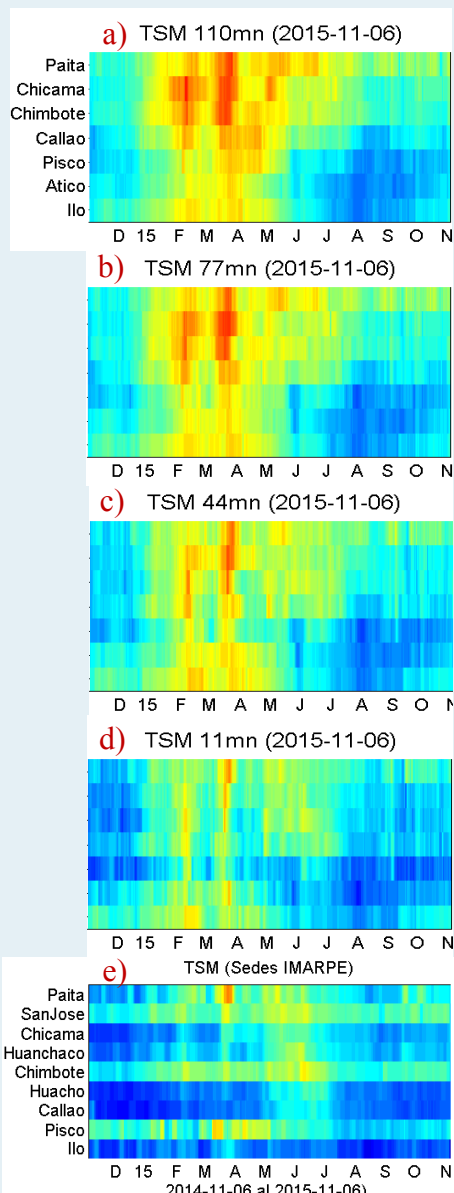 a) TSM 110mn (2015-11-06)
Paita
Chicama
Chimbote
Callao
Pisco
Atico
Ilo
D 15 F M A M J J A S O N
b) TSM 77mn (2015-11-06)
D 15 F M A M J J A S O N
c) TSM 44mn (2015-11-06)
D 15 F M A M J J A S O N
d) TSM 11mn (2015-11-06)
D 15 F M A M J J A S O N
e) TSM (Sedes IMARPE)
Paita
SanJose
Chicama
Huanchaco
Chimbote
Huacho
Callao
Pisco
Ilo
D 15 F M A M J J A S O N
2014-11-06 al 2015-11-06)